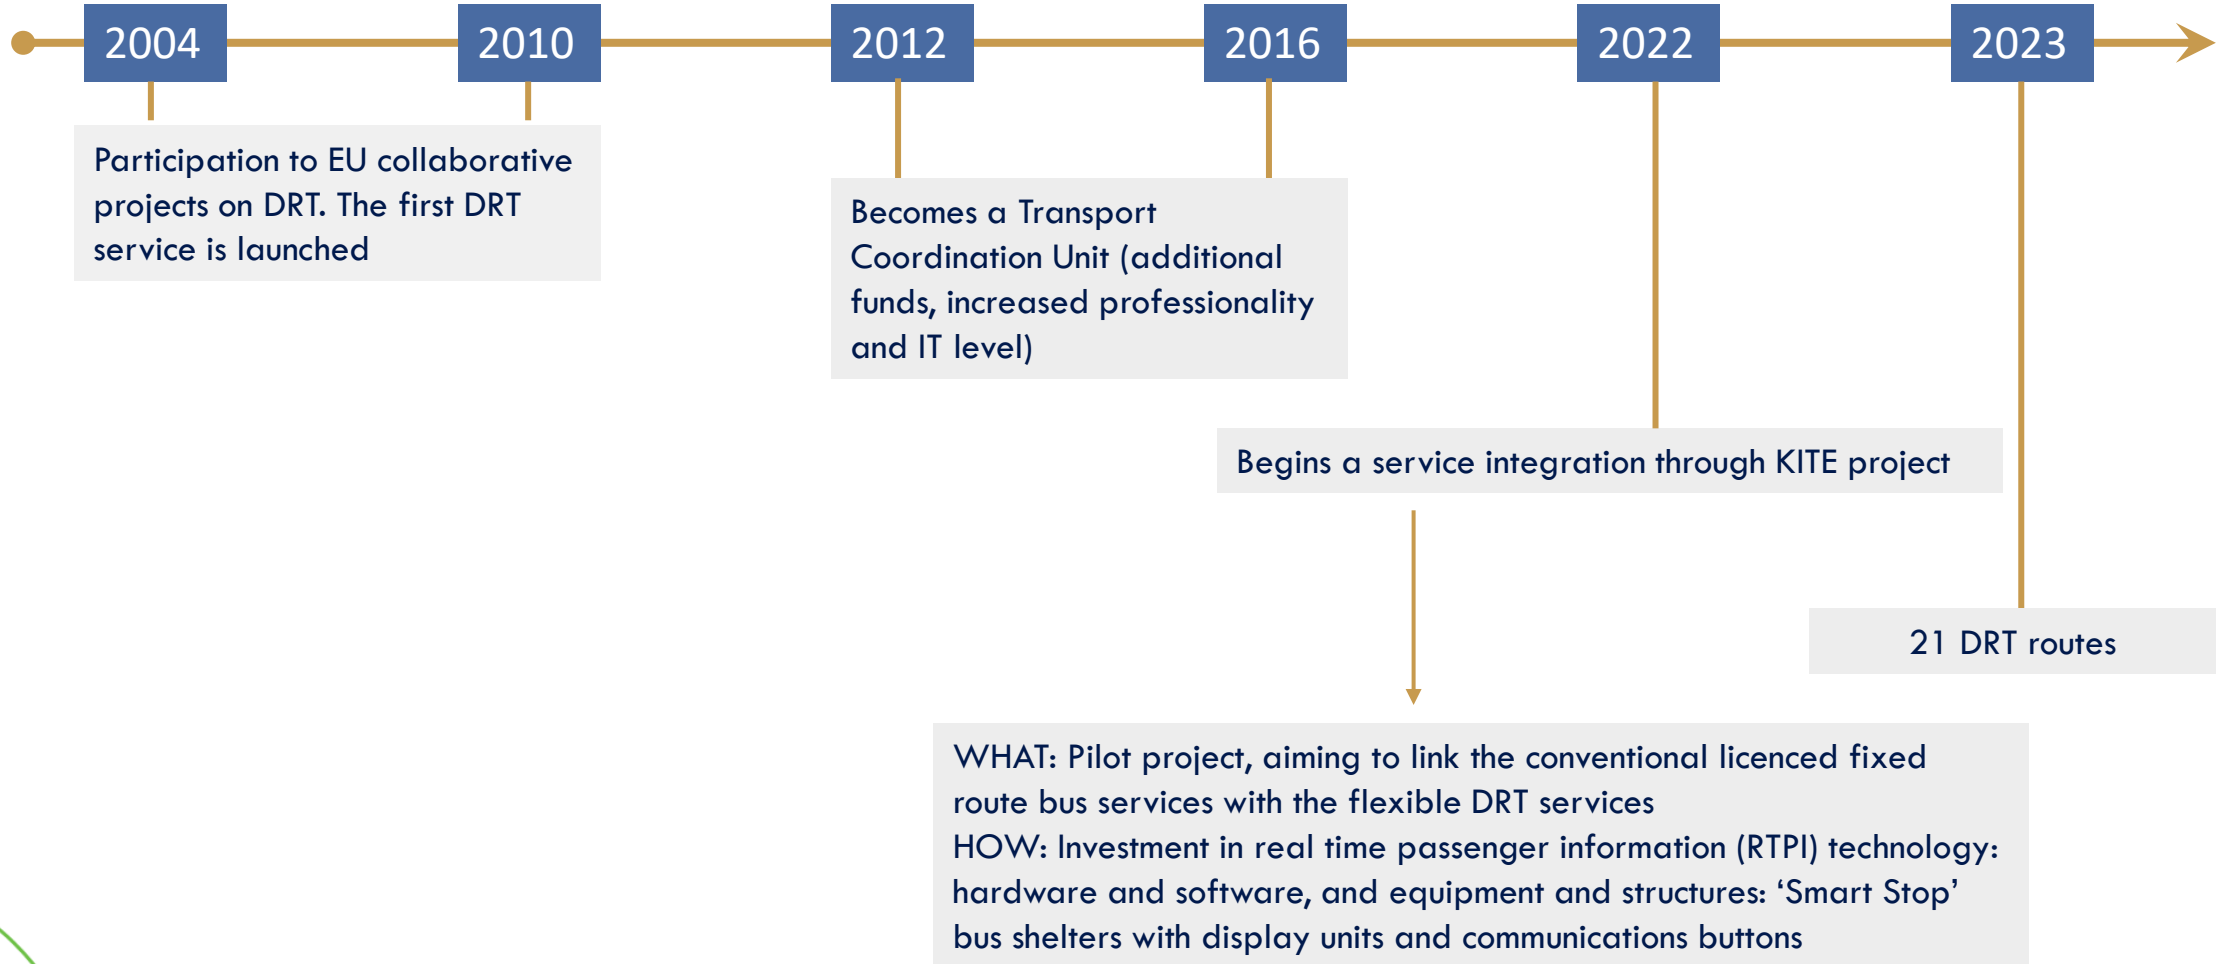 2004
2010
2012
2016
2022
2023
Participation to EU collaborative
projects on DRT. The first DRT
service is launched
Becomes a Transport
Coordination Unit (additional
funds, increased professionality
and IT level)
Begins a service integration through KITE project
21 DRT routes
WHAT: Pilot project, aiming to link the conventional licenced fixed
route bus services with the flexible DRT services
HOW: Investment in real time passenger information (RTPI) technology:
hardware and software, and equipment and structures: ‘Smart Stop’
bus shelters with display units and communications buttons